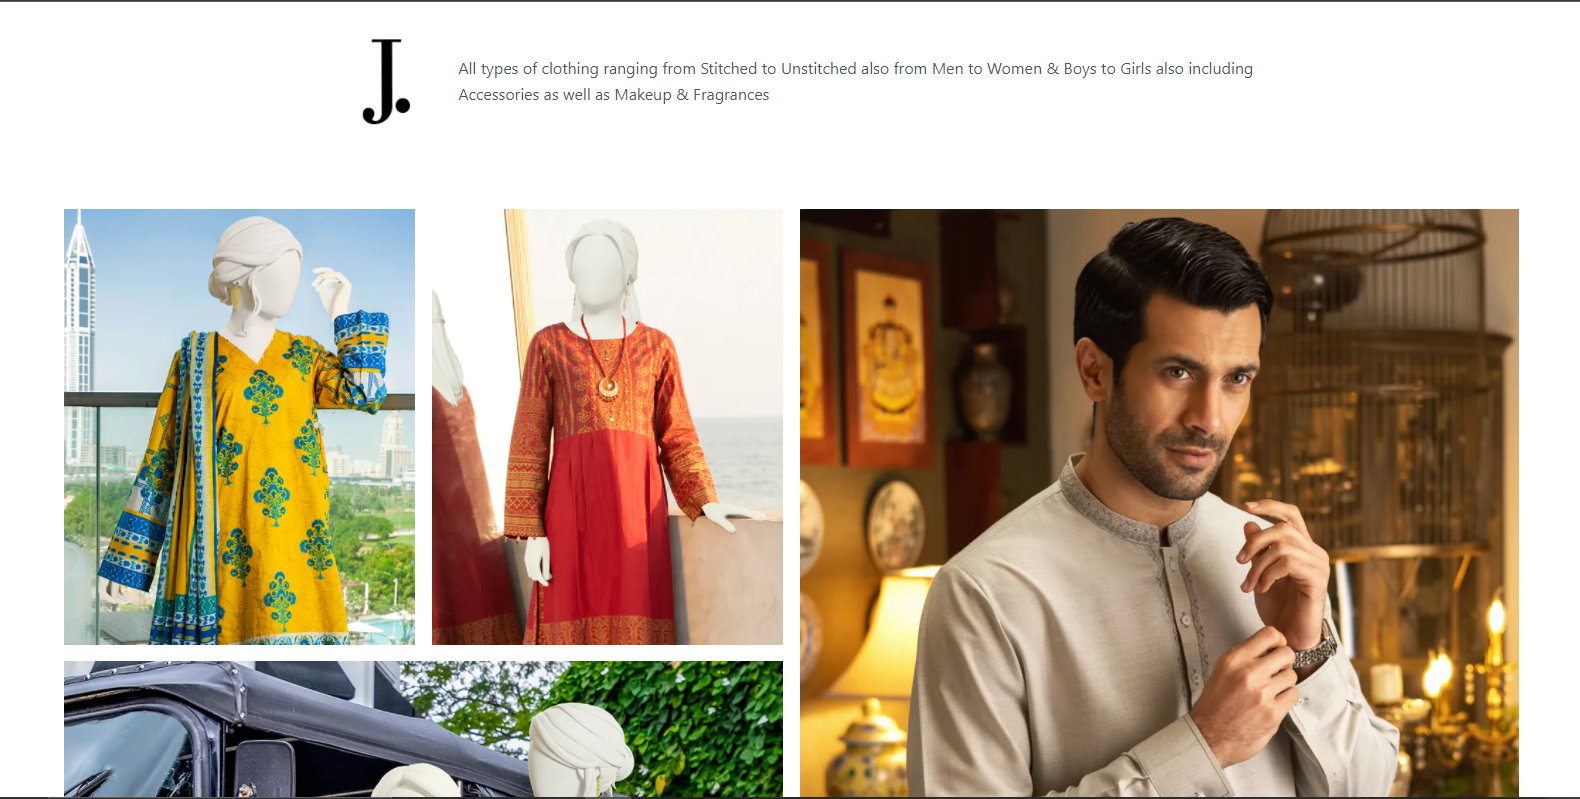 J.
All types of clothing ranging from Stitched to Unstitched also from Men to Women & Boys to Girls also including
Accessories as well as Makeup & Fragrances